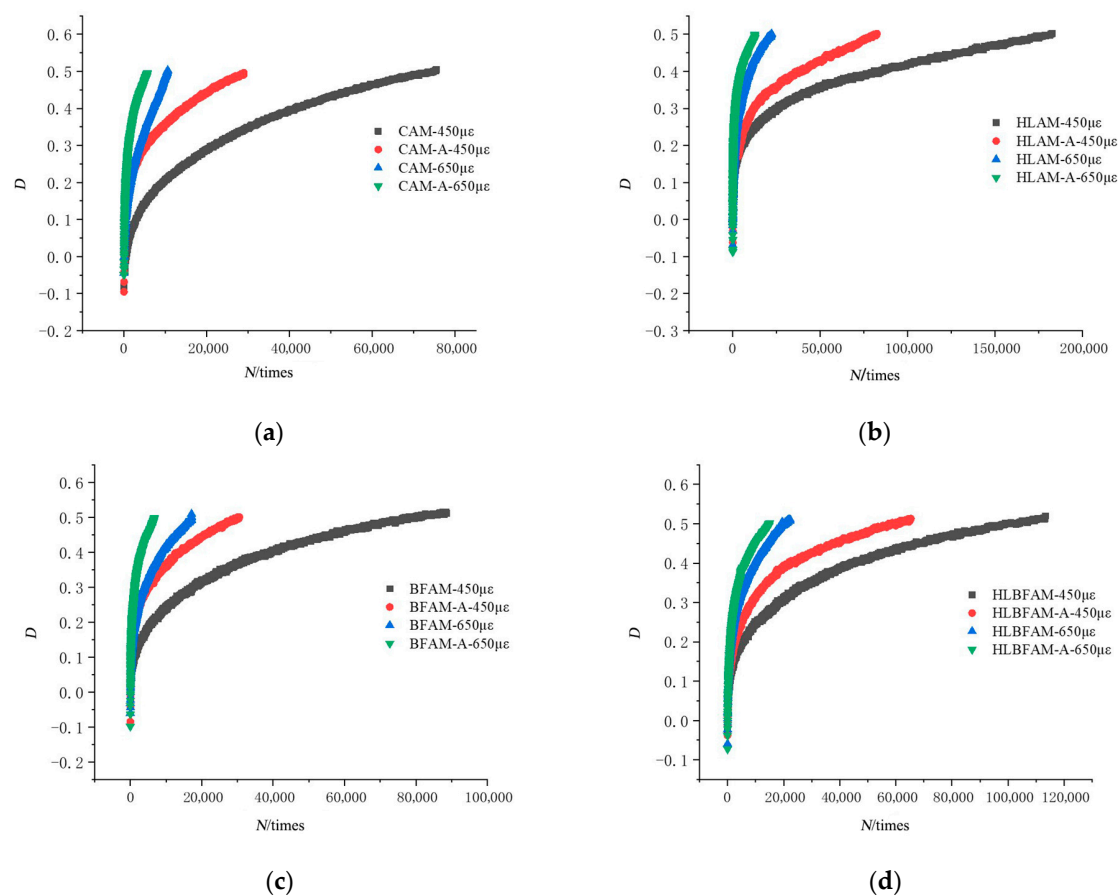 0.6
0.5
0.4
0.3
0.2
0.1
0.0
−0.1
−0.2
D
0
20,000
40,000
60,000
80,000
N/times
CAM-450με
CAM-A-450με
CAM-650με
CAM-A-650με
(a)
0.5
0.4
0.3
0.2
0.1
0.0
−0.1
−0.3
D
0
50,000
100,000
150,000
200,000
N/times
HLAM-450με
HLAM-A-450με
HLAM-650με
HLAM-A-650με
(b)
0.6
0.5
0.4
0.3
0.2
0.1
0.0
−0.1
−0.2
D
0
20,000
40,000
60,000
80,000
100,000
N/times
BFAM-450με
BFAM-A-450με
BFAM-650με
BFAM-A-650με
(c)
0.6
0.5
0.4
0.3
0.2
0.1
0.0
−0.1
D
0
20,000
40,000
60,000
80,000
100,000
120,000
N/times
HLBFAM-450με
HLBFAM-A-450με
HLBFAM-650με
HLBFAM-A-650με
(d)